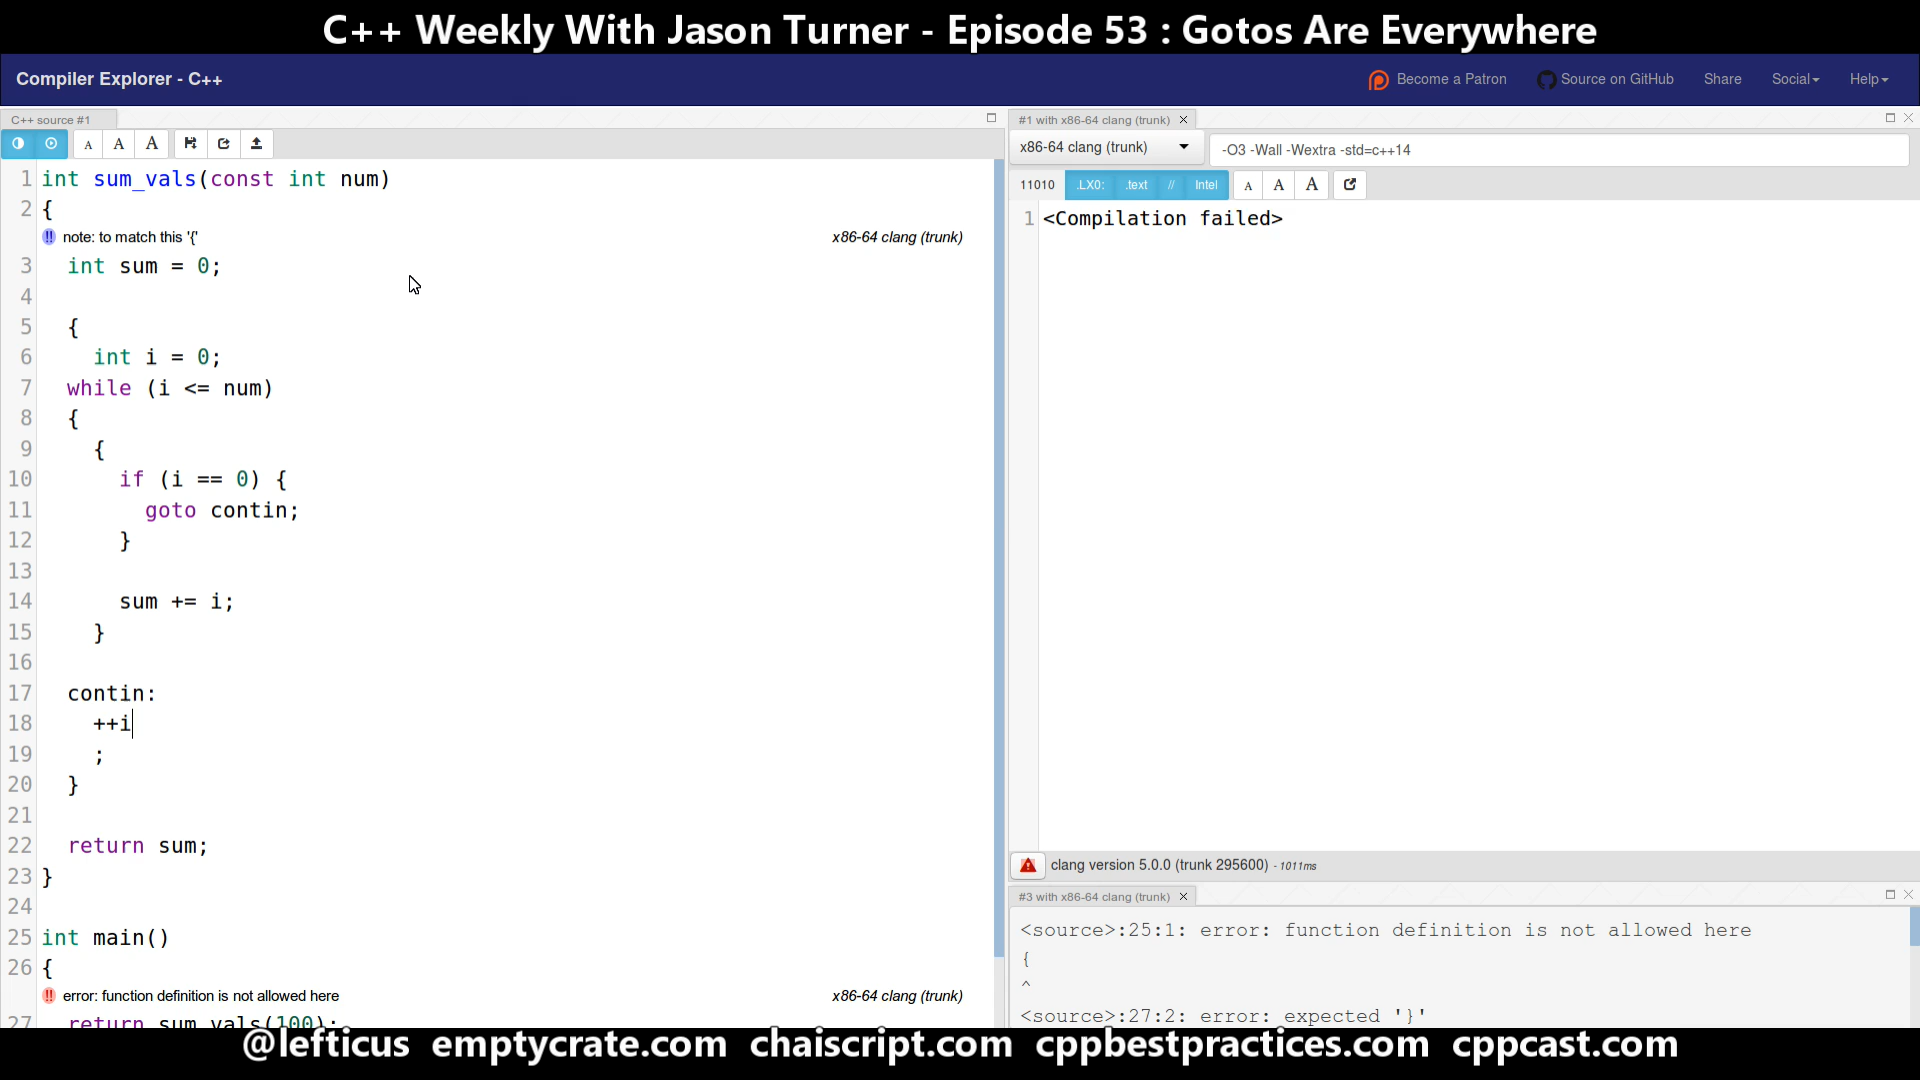 C++ Weekly With Jason Turner - Episode 53 : Gotos Are Everywhere
Compiler Explorer - C++
Become a Patron
Source on GitHub
Share
Social
Help
C++ source #1
A A A
1 int sum_vals(const int num)
2 {
note: to match this '{' x86-64 clang (trunk)
3 int sum = 0;
4
5 {
6 int i = 0;
7 while (i <= num)
8 {
9 {
10 if (i == 0) {
11 goto contin;
12 }
13
14 sum += i;
15 }
16
17 contin:
18 ++i
19 ;
20 }
21
22 return sum;
23 }
24
25 int main()
26 {
error: function definition is not allowed here x86-64 clang (trunk)
27 return sum_vals(100);
#1 with x86-64 clang (trunk)
x86-64 clang (trunk)
-O3 -Wall -Wextra -std=c++14
11010 .LX0: .text // Intel A A A
1 <Compilation failed>
clang version 5.0.0 (trunk 295600) - 1011ms
#3 with x86-64 clang (trunk)
<source>:25:1: error: function definition is not allowed here
{
^
<source>:27:2: error: expected '}'
@lefticus emptycrate.com chaiscript.com cppbestpractices.com cppcast.com